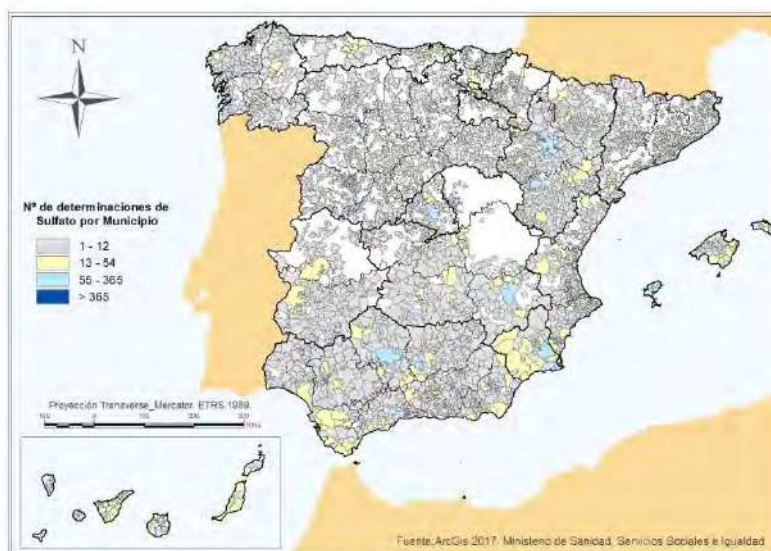 N
Nº de determinaciones de
Sulfato por Municipio
1 - 12
13 - 54
55 - 365
> 365
Proyección Transverse_Mercator. ETRS 1989.
Fuente:ArcGis 2017. Ministerio de Sanidad, Servicios Sociales e Igualdad